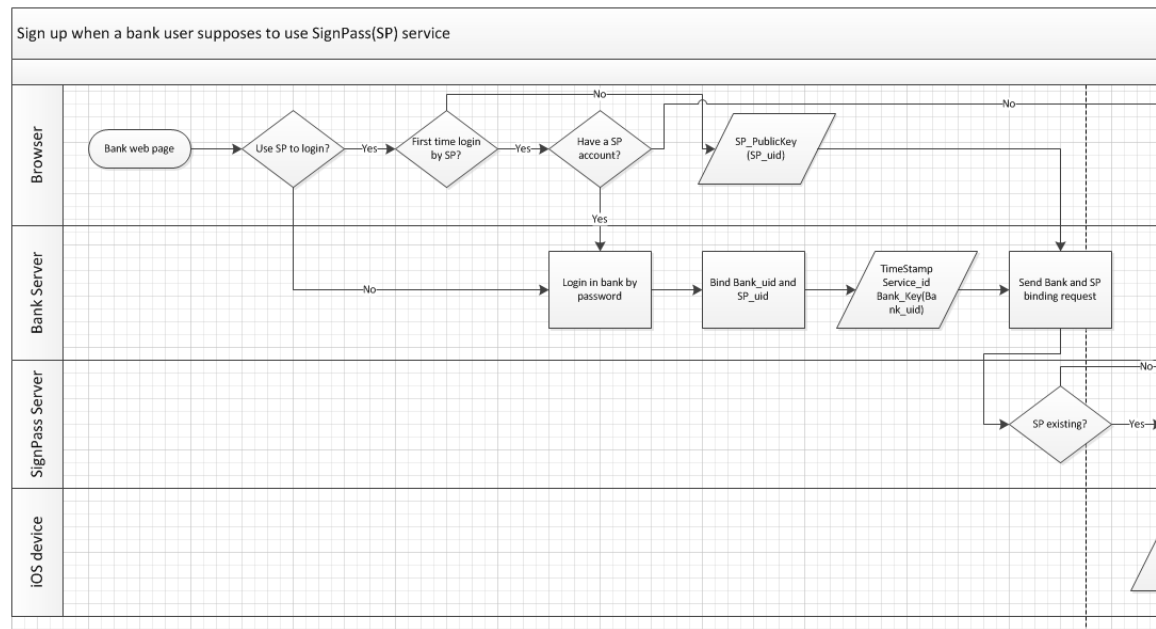 Sign up when a bank user supposes to use SignPass(SP) service
Browser
Bank web page
Use SP to login?
Yes
First time login
by SP?
No
Yes
Have a SP
account?
No
Yes
SP_PublicKey
(SP_uid)
Bank Server
No
Login in bank by
password
Bind Bank_uid and
SP_uid
TimeStamp
Service_id
Bank_Key(Ba
nk_uid)
Send Bank and SP
binding request
SignPass Server
SP existing?
No
Yes
iOS device